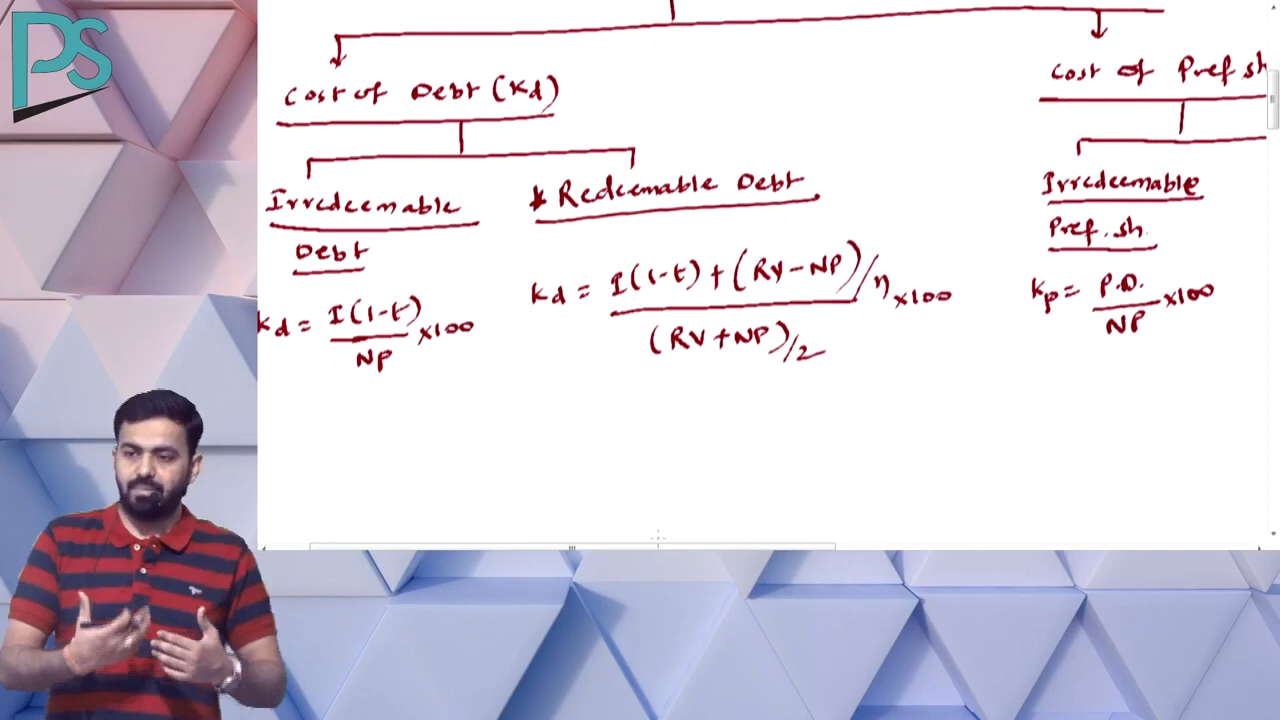 PS
Cost of Debt (Kd)
Cost of Pref sh
Irredeemable
Debt
* Redeemable Debt
Irredeemable
Pref. sh.
Kd = I(1-t) / NP ×100
Kd = I(1-t) + (RV-NP)/n / (RV+NP)/2 ×100
Kp = P.D. / NP ×100